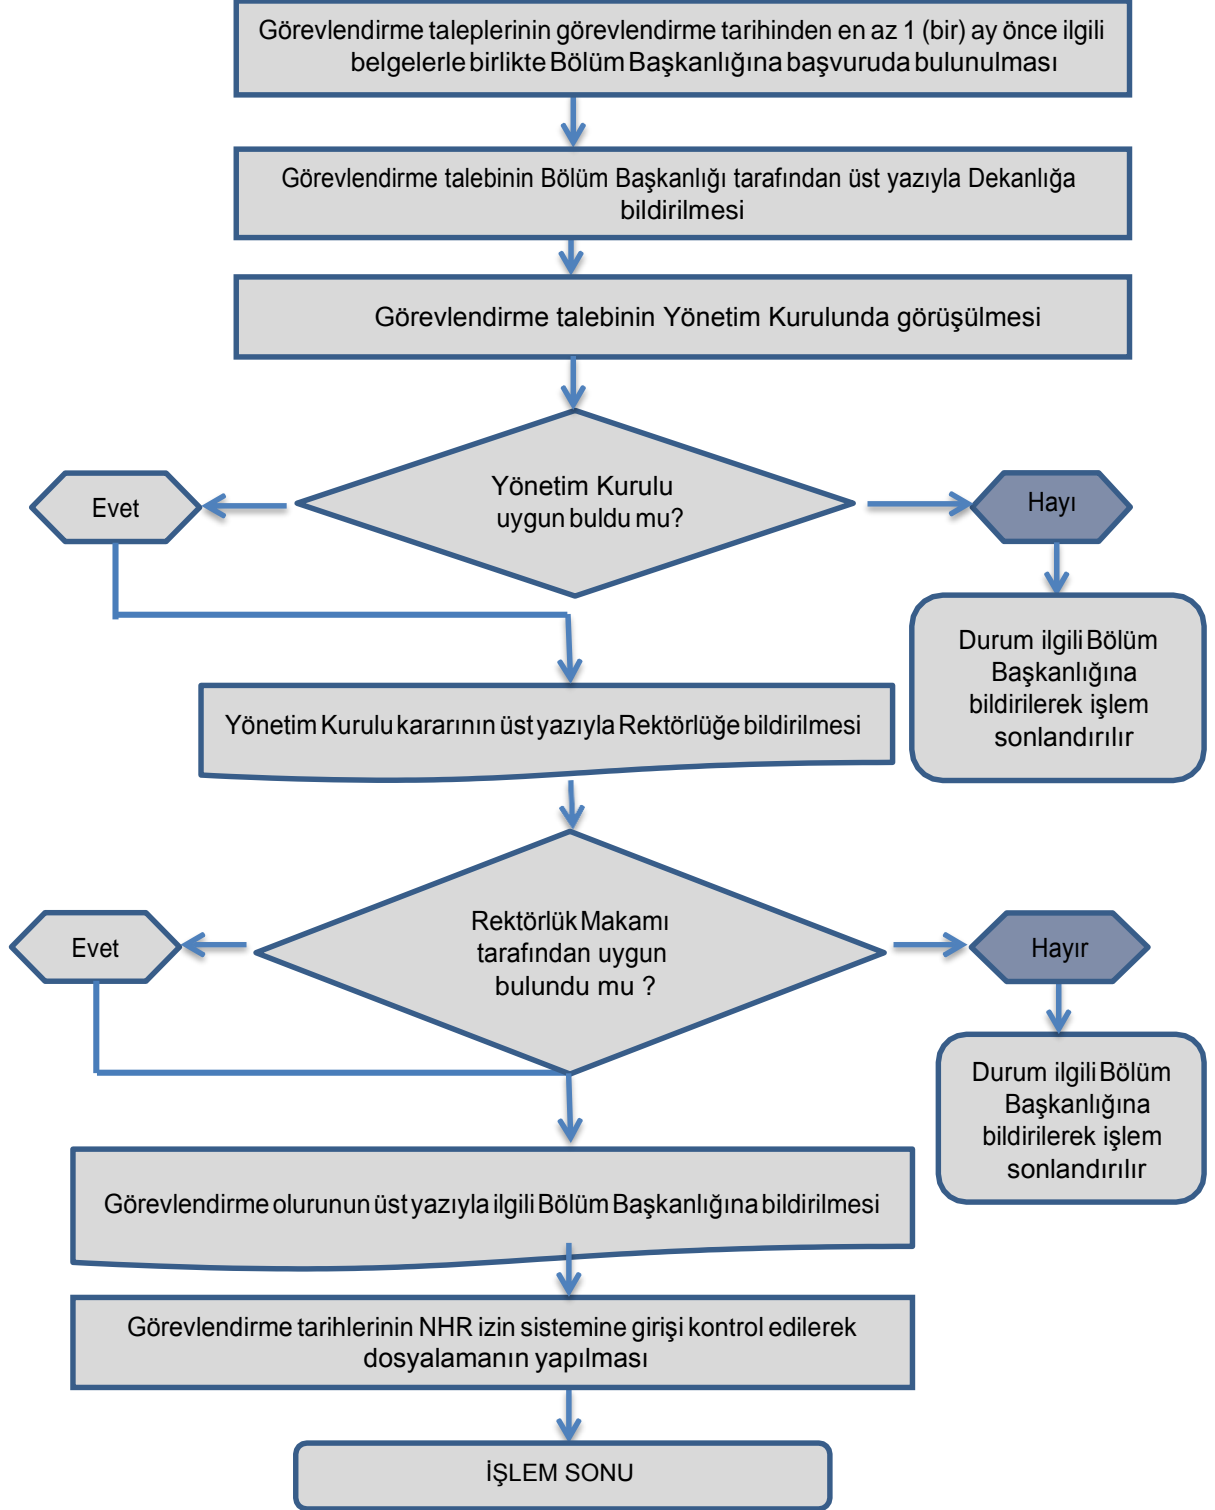 Görevlendirme taleplerinin görevlendirme tarihinden en az 1 (bir) ay önce ilgili
belgelerle birlikte Bölüm Başkanlığına başvuruda bulunulması
Görevlendirme talebinin Bölüm Başkanlığı tarafından üst yazıyla Dekanlığa
bildirilmesi
Görevlendirme talebinin Yönetim Kurulunda görüşülmesi
Yönetim Kurulu
uygun buldu mu?
Evet
Hayı
Durum ilgili Bölüm
Başkanlığına
bildirilerek işlem
sonlandırılır
Yönetim Kurulu kararının üst yazıyla Rektörlüğe bildirilmesi
Rektörlük Makamı
tarafından uygun
bulundu mu ?
Evet
Hayır
Durum ilgili Bölüm
Başkanlığına
bildirilerek işlem
sonlandırılır
Görevlendirme olurunun üst yazıyla ilgili Bölüm Başkanlığına bildirilmesi
Görevlendirme tarihlerinin NHR izin sistemine girişi kontrol edilerek
dosyalamanın yapılması
İŞLEM SONU